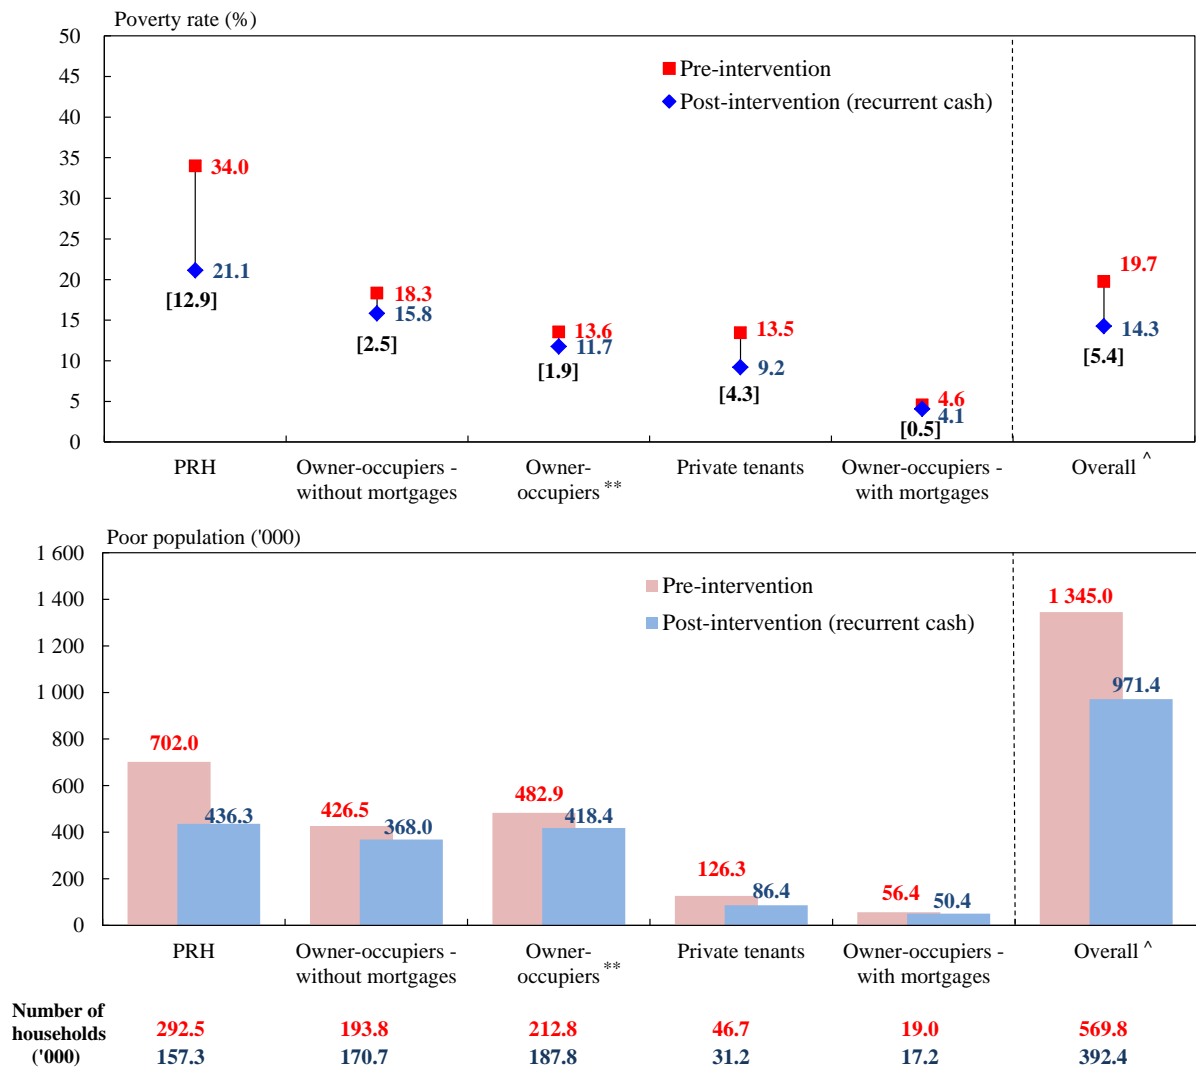 Poverty rate (%)
50
45
40
35
30
25
20
15
10
5
0
Pre-intervention
Post-intervention (recurrent cash)
34.0
21.1
[12.9]
18.3
15.8
[2.5]
13.6
11.7
[1.9]
13.5
9.2
[4.3]
4.6
4.1
[0.5]
19.7
14.3
[5.4]
PRH
Owner-occupiers -
without mortgages
Owner-
occupiers **
Private tenants
Owner-occupiers -
with mortgages
Overall ^
Poor population ('000)
1 600
1 400
1 200
1 000
800
600
400
200
0
Pre-intervention
Post-intervention (recurrent cash)
702.0
436.3
426.5
368.0
482.9
418.4
126.3
86.4
56.4
50.4
1 345.0
971.4
PRH
Owner-occupiers -
without mortgages
Owner-
occupiers **
Private tenants
Owner-occupiers -
with mortgages
Overall ^
Number of
households
('000)
292.5 193.8 212.8 46.7 19.0 569.8
157.3 170.7 187.8 31.2 17.2 392.4